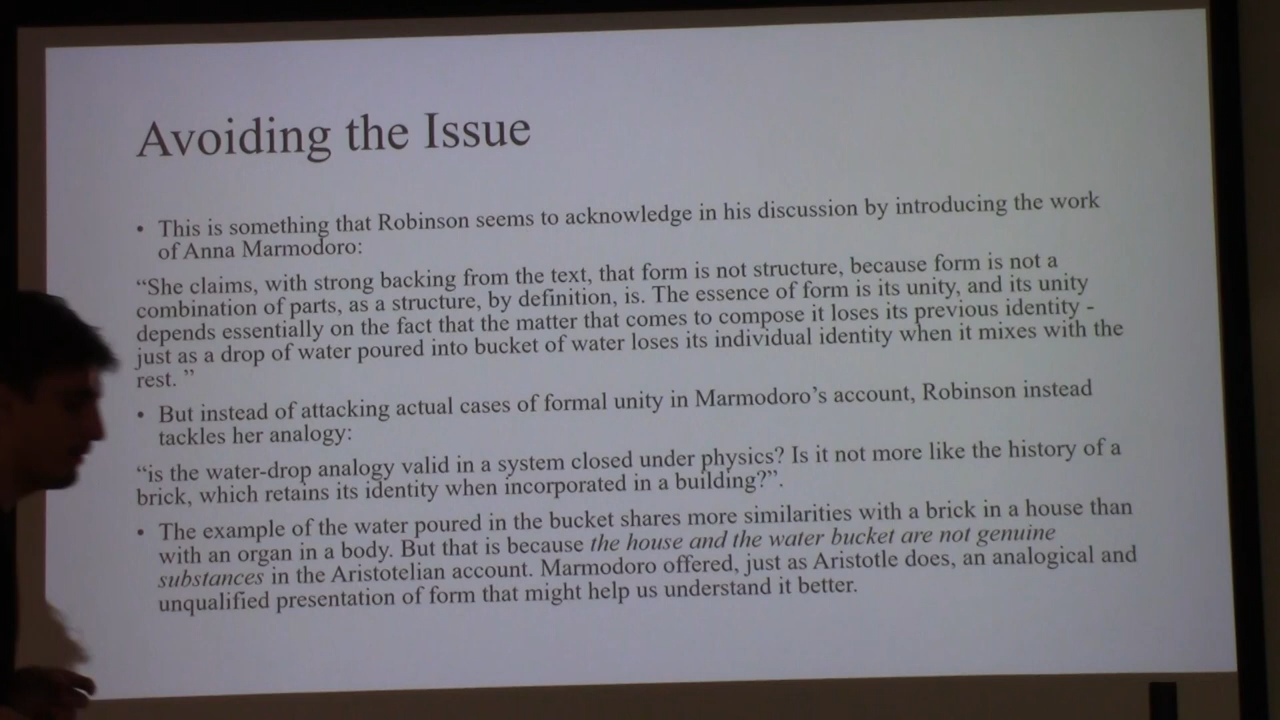 Avoiding the Issue
• This is something that Robinson seems to acknowledge in his discussion by introducing the work
of Anna Marmodoro:
“She claims, with strong backing from the text, that form is not structure, because form is not a
combination of parts, as a structure, by definition, is. The essence of form is its unity, and its unity
depends essentially on the fact that the matter that comes to compose it loses its previous identity -
just as a drop of water poured into bucket of water loses its individual identity when it mixes with the
rest. ”
• But instead of attacking actual cases of formal unity in Marmodoro’s account, Robinson instead
tackles her analogy:
“is the water-drop analogy valid in a system closed under physics? Is it not more like the history of a
brick, which retains its identity when incorporated in a building?”.
• The example of the water poured in the bucket shares more similarities with a brick in a house than
with an organ in a body. But that is because the house and the water bucket are not genuine
substances in the Aristotelian account. Marmodoro offered, just as Aristotle does, an analogical and
unqualified presentation of form that might help us understand it better.